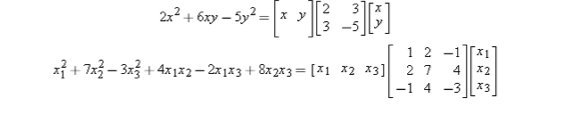 2x² + 6xy – 5y² = [x y] [2 3; 3 –5] [x; y]
x₁² + 7x₂² – 3x₃² + 4x₁x₂ – 2x₁x₃ + 8x₂x₃ = [x₁ x₂ x₃] [1 2 –1; 2 7 4; –1 4 –3] [x₁; x₂; x₃]